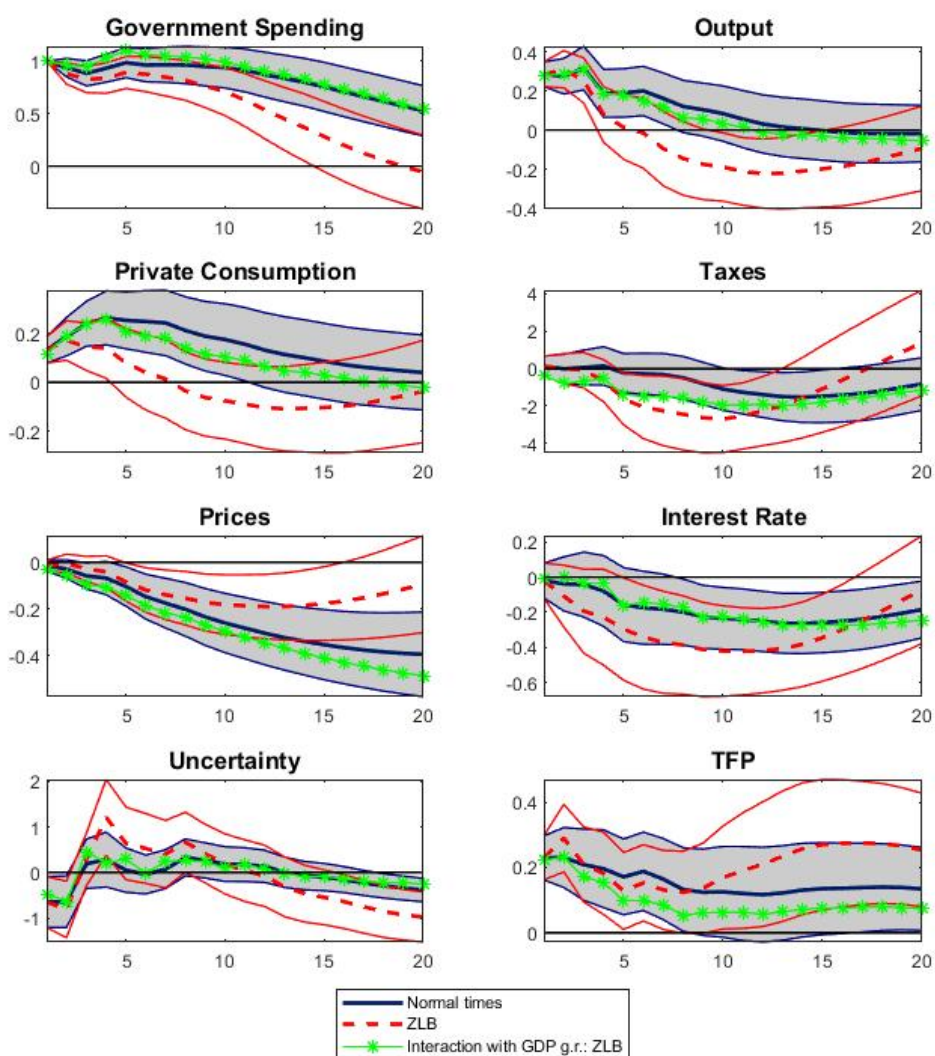 Government Spending
1
0.5
0
5 10 15 20
Output
0.4
0.2
0
-0.2
-0.4
5 10 15 20
Private Consumption
0.2
0
-0.2
5 10 15 20
Taxes
4
2
0
-2
-4
5 10 15 20
Prices
0
-0.2
-0.4
5 10 15 20
Interest Rate
0.2
0
-0.2
-0.4
-0.6
5 10 15 20
Uncertainty
2
1
0
-1
5 10 15 20
TFP
0.4
0.2
0
5 10 15 20
Normal times
ZLB
Interaction with GDP g.r.: ZLB